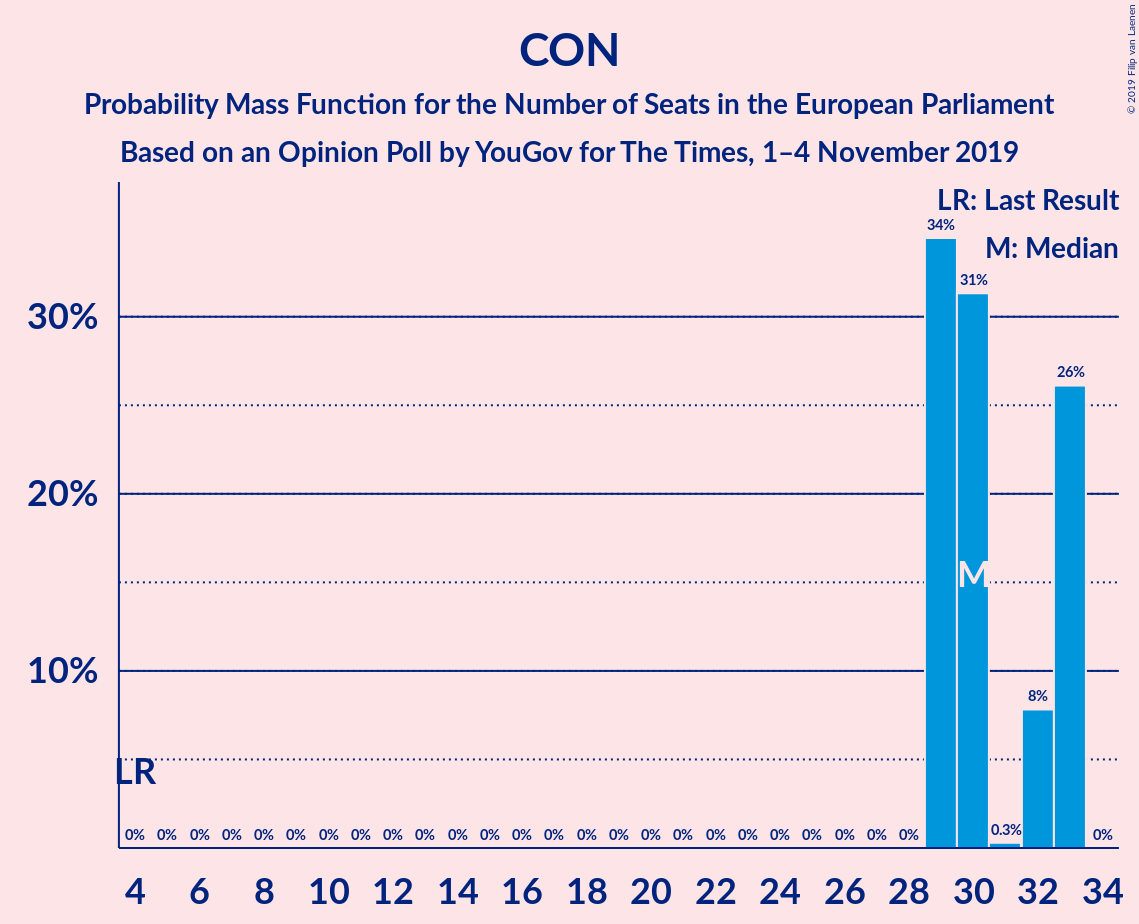 CON
Probability Mass Function for the Number of Seats in the European Parliament
Based on an Opinion Poll by YouGov for The Times, 1–4 November 2019
© 2019 Filip van Laenen
LR: Last Result
M: Median
34%
31%
30%
26%
20%
M
10%
8%
LR
0% 0% 0% 0% 0% 0% 0% 0% 0% 0% 0% 0% 0% 0% 0% 0% 0% 0% 0% 0% 0% 0% 0% 0% 0% 0.3% 0%
4 6 8 10 12 14 16 18 20 22 24 26 28 30 32 34